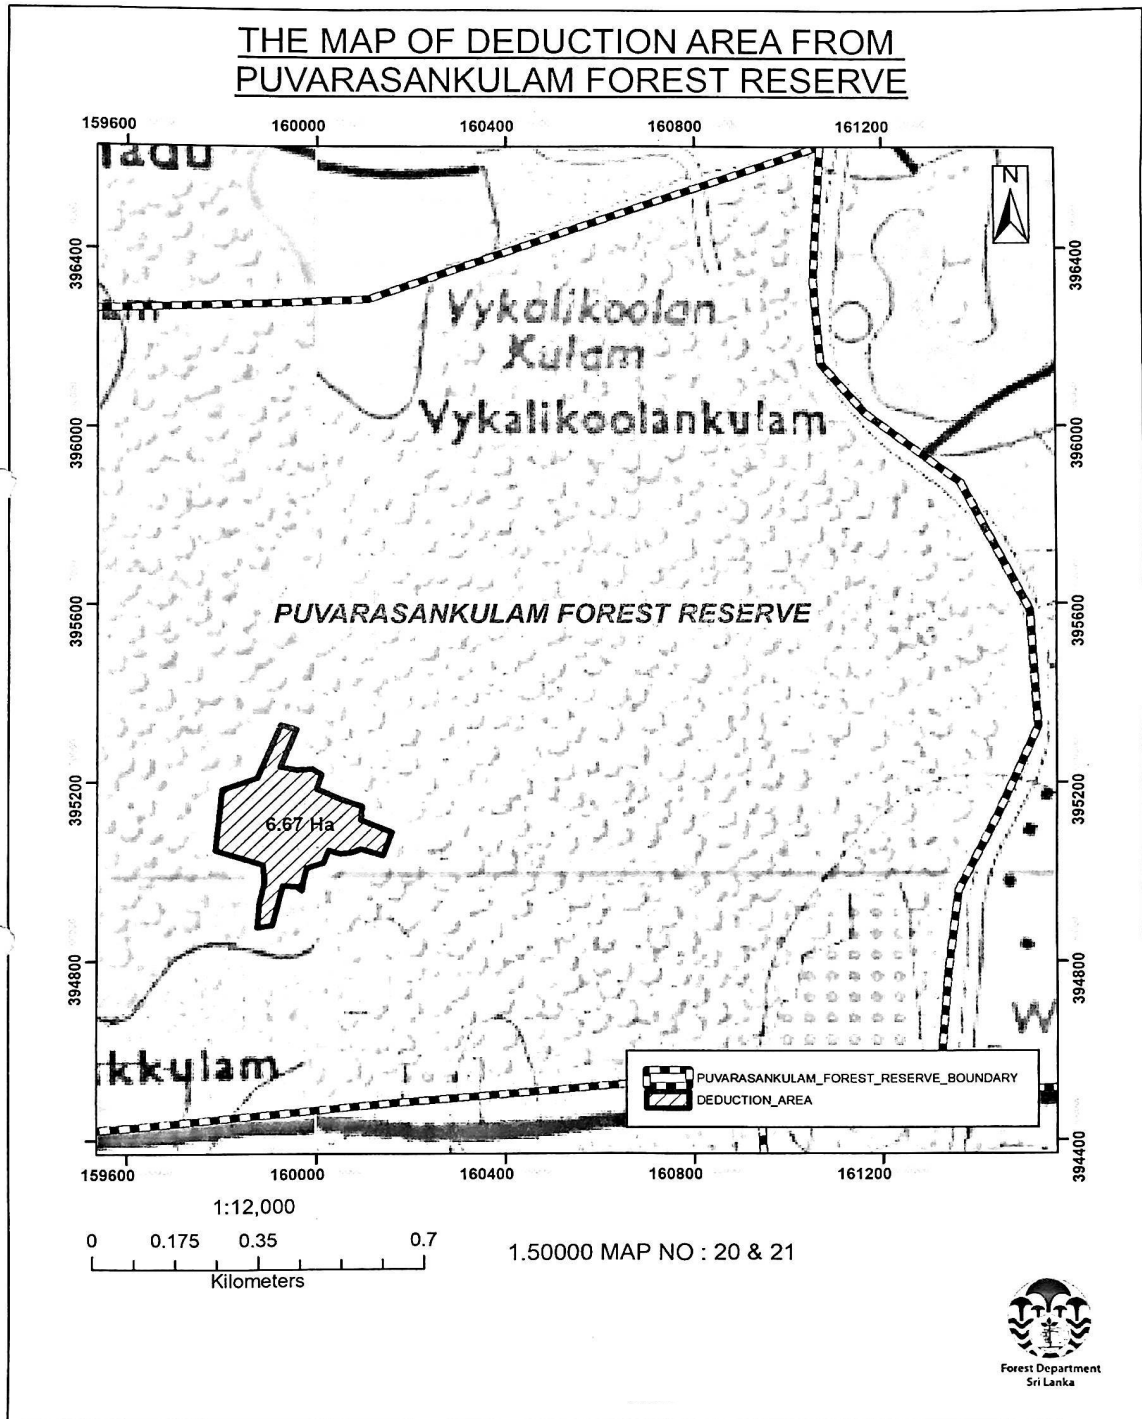 THE MAP OF DEDUCTION AREA FROM
PUVARASANKULAM FOREST RESERVE
159600 160000 160400 160800 161200
N
396400 396400
Vykalikoolan
Kulam
Vykalikoolankulam
396000 396000
PUVARASANKULAM FOREST RESERVE
395600 395600
395200 395200
6.67 Ha
394800 394800
W
kkulam
PUVARASANKULAM_FOREST_RESERVE_BOUNDARY
DEDUCTION_AREA
394400
159600 160000 160400 160800 161200
1:12,000
0 0.175 0.35 0.7
Kilometers
1.50000 MAP NO : 20 & 21
Forest Department
Sri Lanka